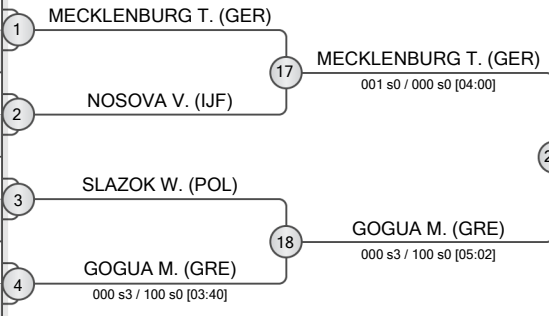 1
MECKLENBURG T. (GER)
17
MECKLENBURG T. (GER)
001 s0 / 000 s0 [04:00]
2
NOSOVA V. (IJF)
3
SLAZOK W. (POL)
18
GOGUA M. (GRE)
000 s3 / 100 s0 [05:02]
4
GOGUA M. (GRE)
000 s3 / 100 s0 [03:40]